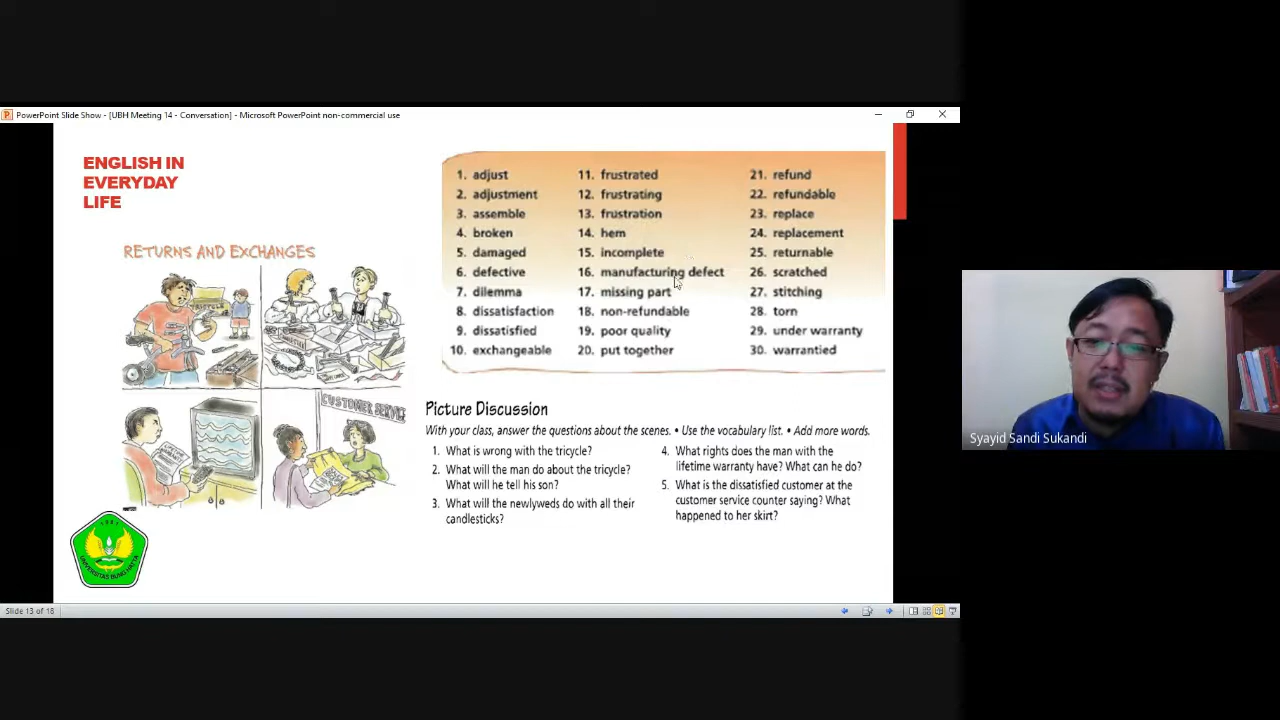 PowerPoint Slide Show - [UBH Meeting 14 - Conversation] - Microsoft PowerPoint non-commercial use
ENGLISH IN
EVERYDAY
LIFE
RETURNS AND EXCHANGES
BICYCLE
CUSTOMER SERVICE
1. adjust
2. adjustment
3. assemble
4. broken
5. damaged
6. defective
7. dilemma
8. dissatisfaction
9. dissatisfied
10. exchangeable
11. frustrated
12. frustrating
13. frustration
14. hem
15. incomplete
16. manufacturing defect
17. missing part
18. non-refundable
19. poor quality
20. put together
21. refund
22. refundable
23. replace
24. replacement
25. returnable
26. scratched
27. stitching
28. torn
29. under warranty
30. warrantied
Picture Discussion
With your class, answer the questions about the scenes. • Use the vocabulary list. • Add more words.
1. What is wrong with the tricycle?
2. What will the man do about the tricycle?
What will he tell his son?
3. What will the newlyweds do with all their
candlesticks?
4. What rights does the man with the
lifetime warranty have? What can he do?
5. What is the dissatisfied customer at the
customer service counter saying? What
happened to her skirt?
1981
UNIVERSITAS BUNG HATTA
Slide 13 of 18
Syayid Sandi Sukandi